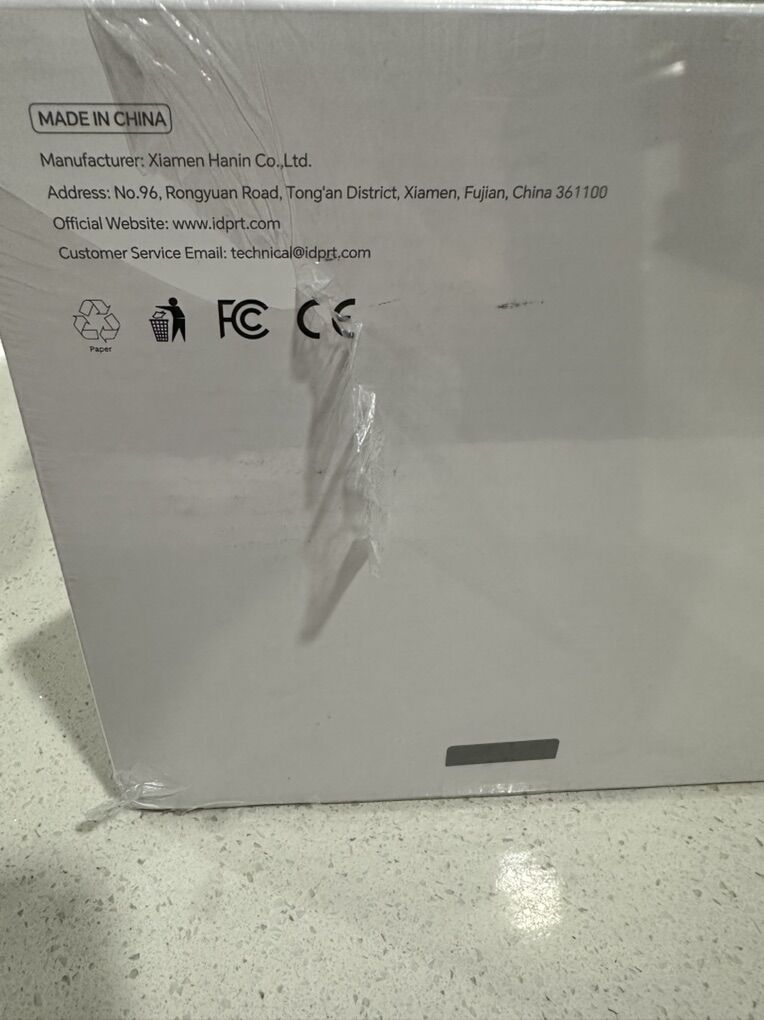 MADE IN CHINA
Manufacturer: Xiamen Hanin Co.,Ltd.
Address: No.96, Rongyuan Road, Tong'an District, Xiamen, Fujian, China 361100
Official Website: www.idprt.com
Customer Service Email: technical@idprt.com
FC CE
Paper